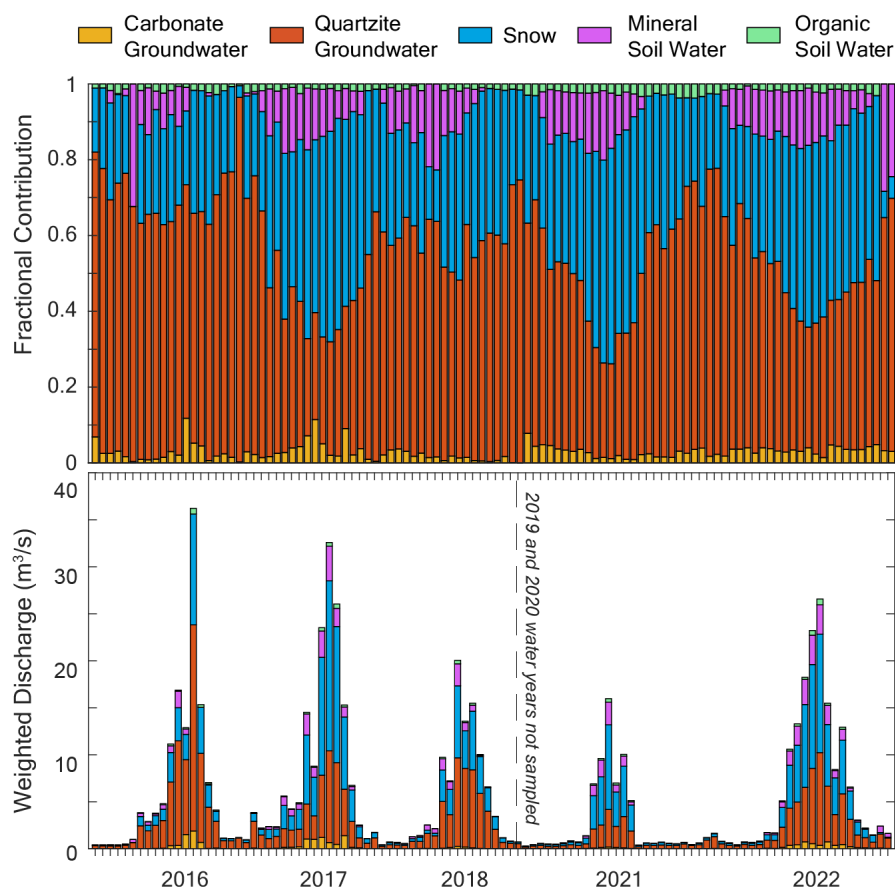 Carbonate
Groundwater
Quartzite
Groundwater
Snow
Mineral
Soil Water
Organic
Soil Water
Fractional Contribution
1
0.8
0.6
0.4
0.2
0
Weighted Discharge (m³/s)
40
30
20
10
0
2019 and 2020 water years not sampled
2016
2017
2018
2021
2022